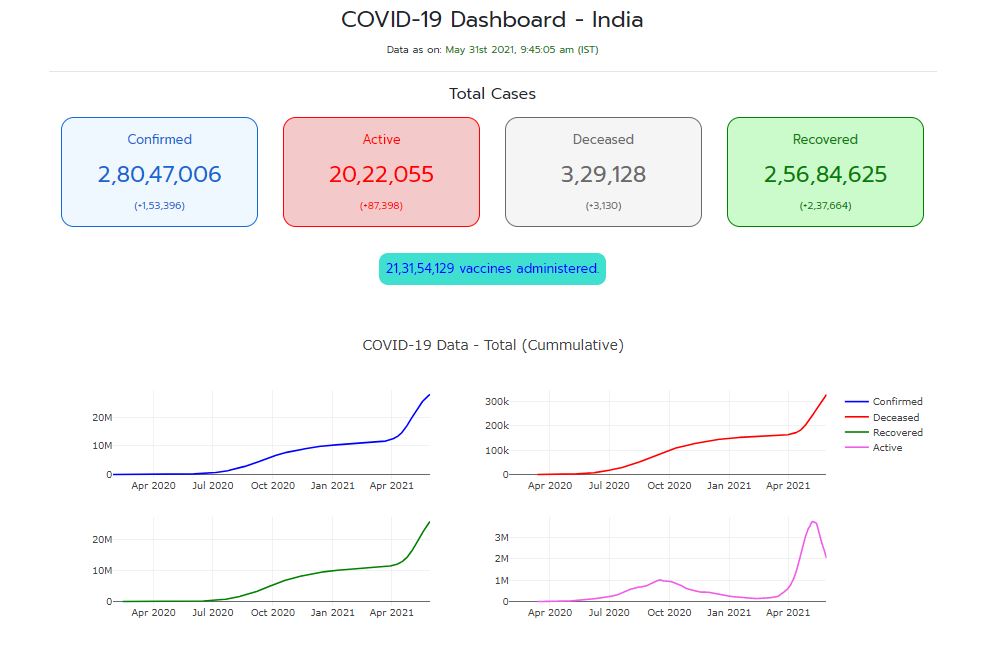 COVID-19 Dashboard - India
Data as on: May 31st 2021, 9:45:05 am (IST)
Total Cases
Confirmed
2,80,47,006
(+1,53,396)
Active
20,22,055
(+87,398)
Deceased
3,29,128
(+3,130)
Recovered
2,56,84,625
(+2,37,664)
21,31,54,129 vaccines administered.
COVID-19 Data - Total (Cummulative)
20M
10M
0
Apr 2020 Jul 2020 Oct 2020 Jan 2021 Apr 2021
300k
200k
100k
0
Apr 2020 Jul 2020 Oct 2020 Jan 2021 Apr 2021
Confirmed
Deceased
Recovered
Active
20M
10M
0
Apr 2020 Jul 2020 Oct 2020 Jan 2021 Apr 2021
3M
2M
1M
0
Apr 2020 Jul 2020 Oct 2020 Jan 2021 Apr 2021